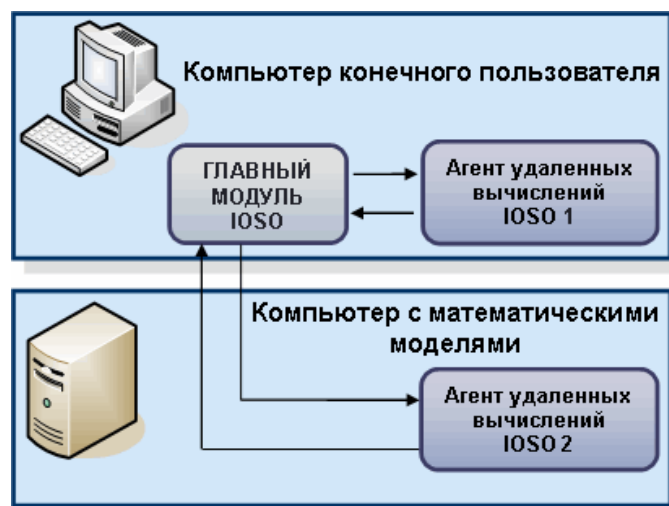 Компьютер конечного пользователя
ГЛАВНЫЙ
МОДУЛЬ
IOSO
Агент удаленных
вычислений
IOSO 1
Компьютер с математическими
моделями
Агент удаленных
вычислений
IOSO 2